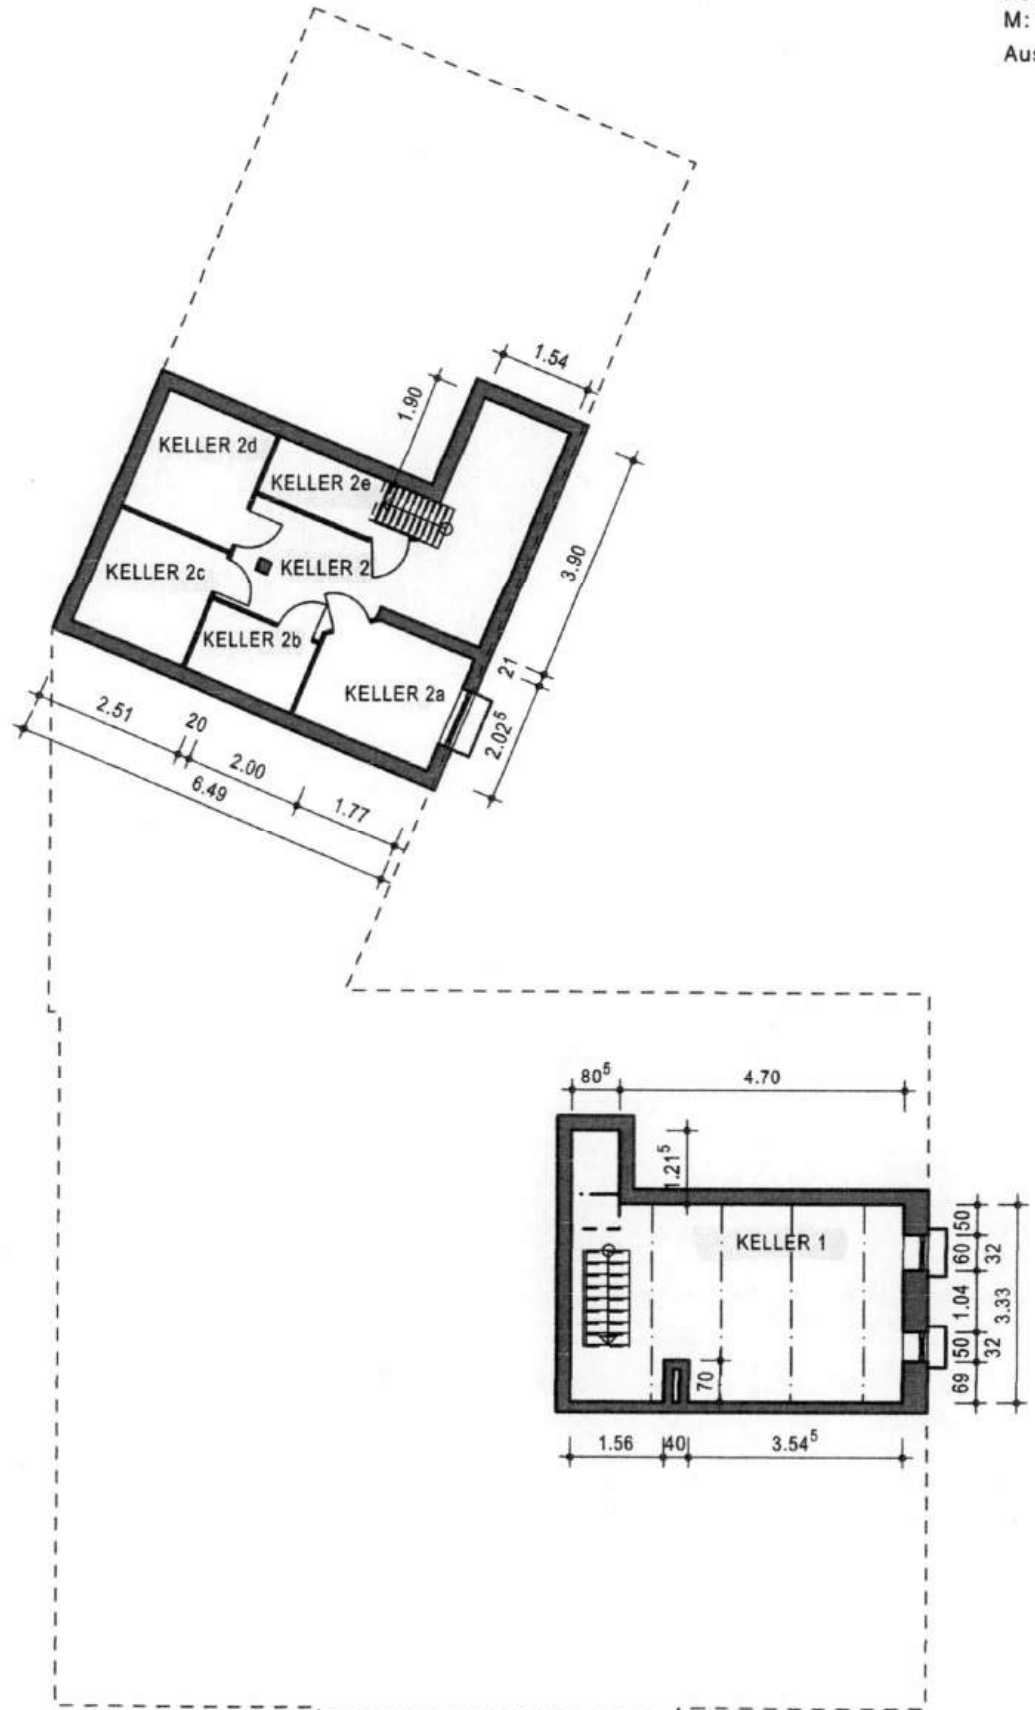 M:
Aus
1.54
1.90
KELLER 2d
KELLER 2e
3.90
KELLER 2c
KELLER 2
KELLER 2b
21
KELLER 2a
2.02⁵
2.51
20
2.00
6.49
1.77
80⁵
4.70
1.21⁵
50
KELLER 1
60
32
1.04
3.33
50
32
70
69
1.56
40
3.54⁵